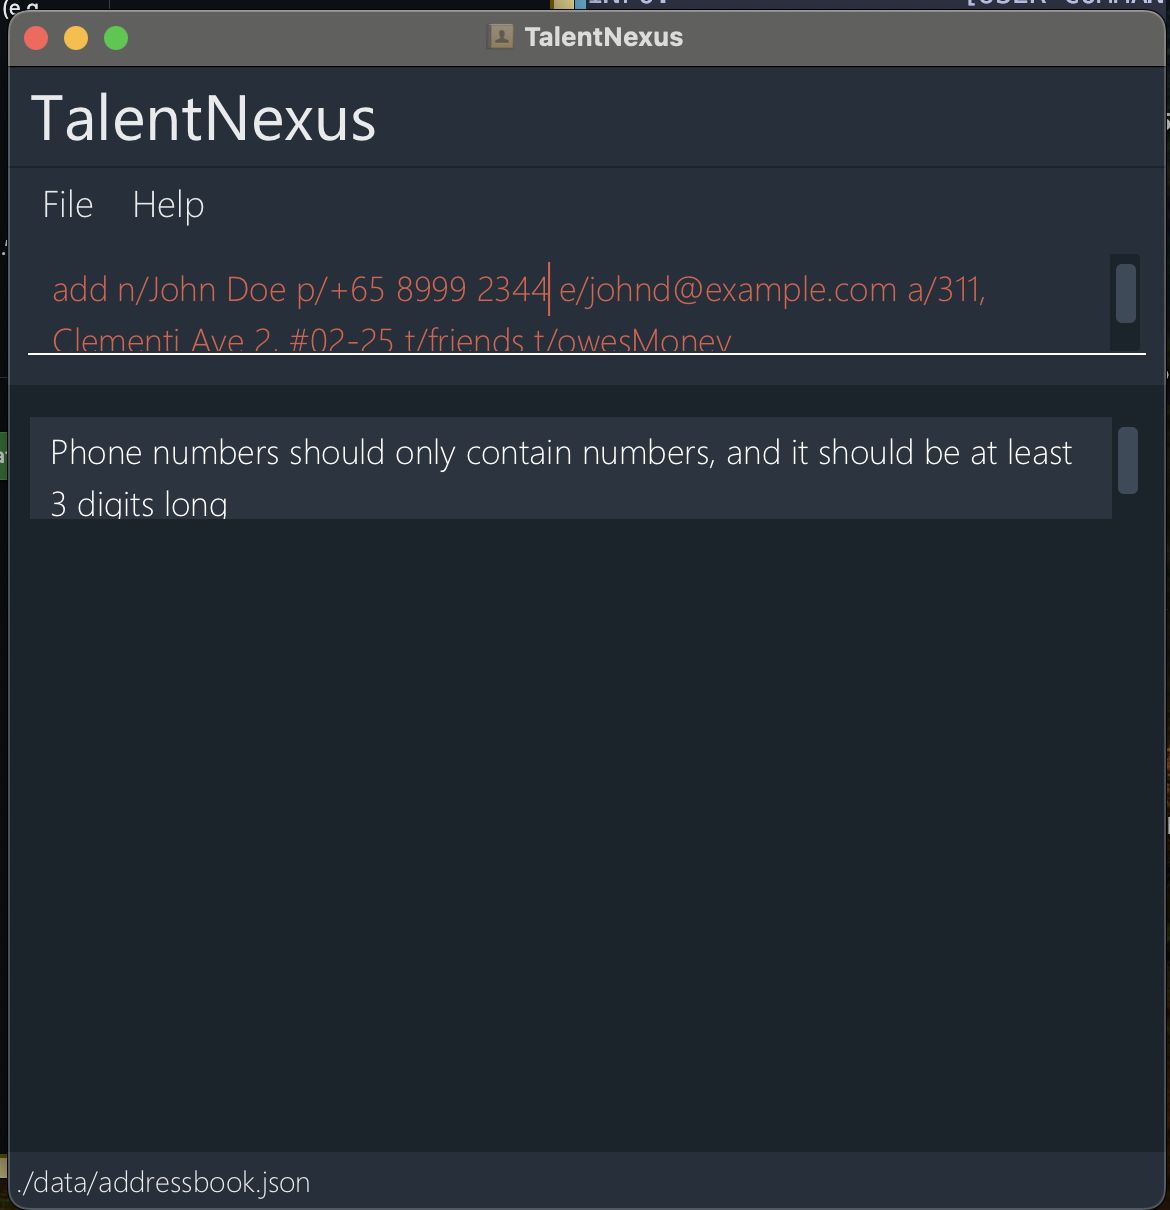 TalentNexus
TalentNexus
File Help
add n/John Doe p/+65 8999 2344 e/johnd@example.com a/311,
Clementi Ave 2, #02-25 t/friends t/owesMoney
Phone numbers should only contain numbers, and it should be at least
3 digits long
./data/addressbook.json